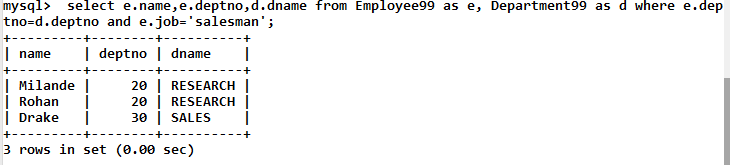 mysql>  select e.name,e.deptno,d.dname from Employee99 as e, Department99 as d where e.dep
tno=d.deptno and e.job='salesman';
+---------+--------+----------+
| name    | deptno | dname    |
+---------+--------+----------+
| Milande |     20 | RESEARCH |
| Rohan   |     20 | RESEARCH |
| Drake   |     30 | SALES    |
+---------+--------+----------+
3 rows in set (0.00 sec)